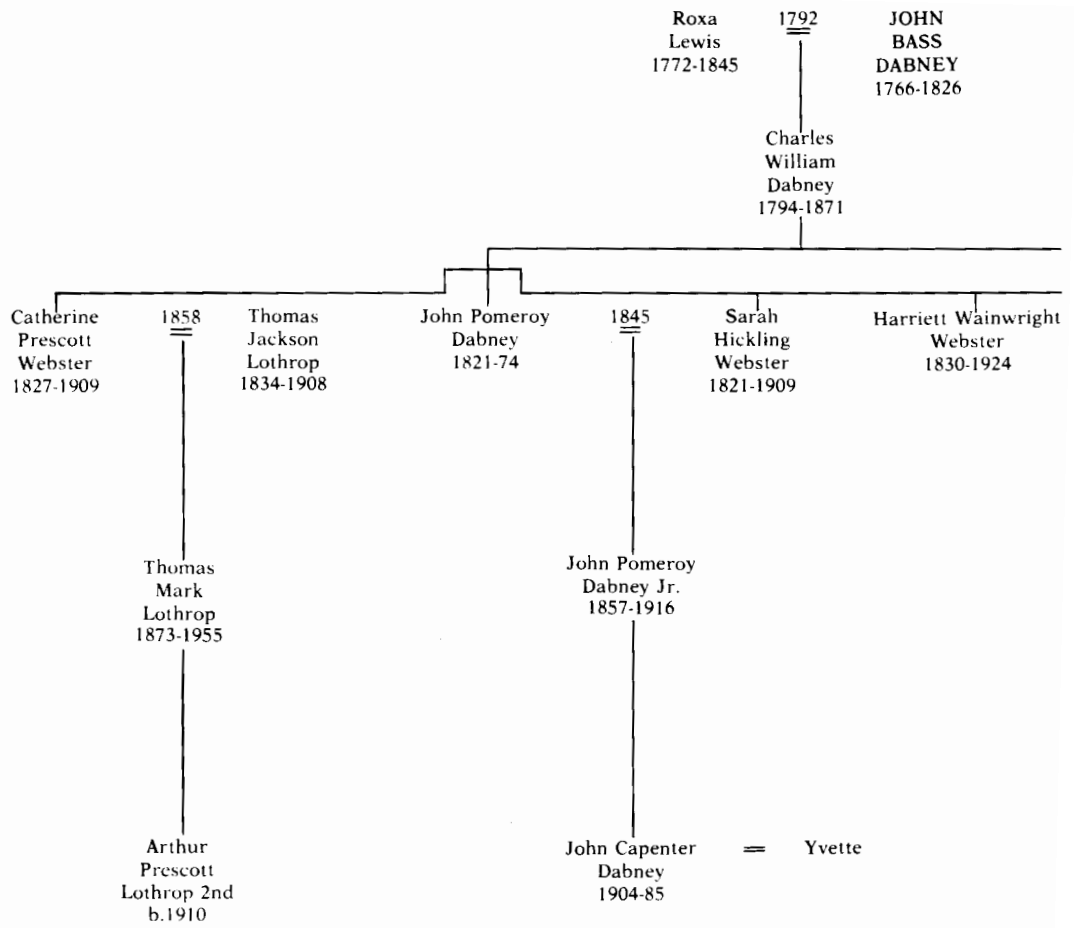 Roxa
Lewis
1772-1845
1792
=
JOHN
BASS
DABNEY
1766-1826
Charles
William
Dabney
1794-1871
Catherine
Prescott
Webster
1827-1909
1858
=
Thomas
Jackson
Lothrop
1834-1908
John Pomeroy
Dabney
1821-74
1845
=
Sarah
Hickling
Webster
1821-1909
Harriett Wainwright
Webster
1830-1924
Thomas
Mark
Lothrop
1873-1955
John Pomeroy
Dabney Jr.
1857-1916
Arthur
Prescott
Lothrop 2nd
b.1910
John Capenter
Dabney
1904-85
=
Yvette